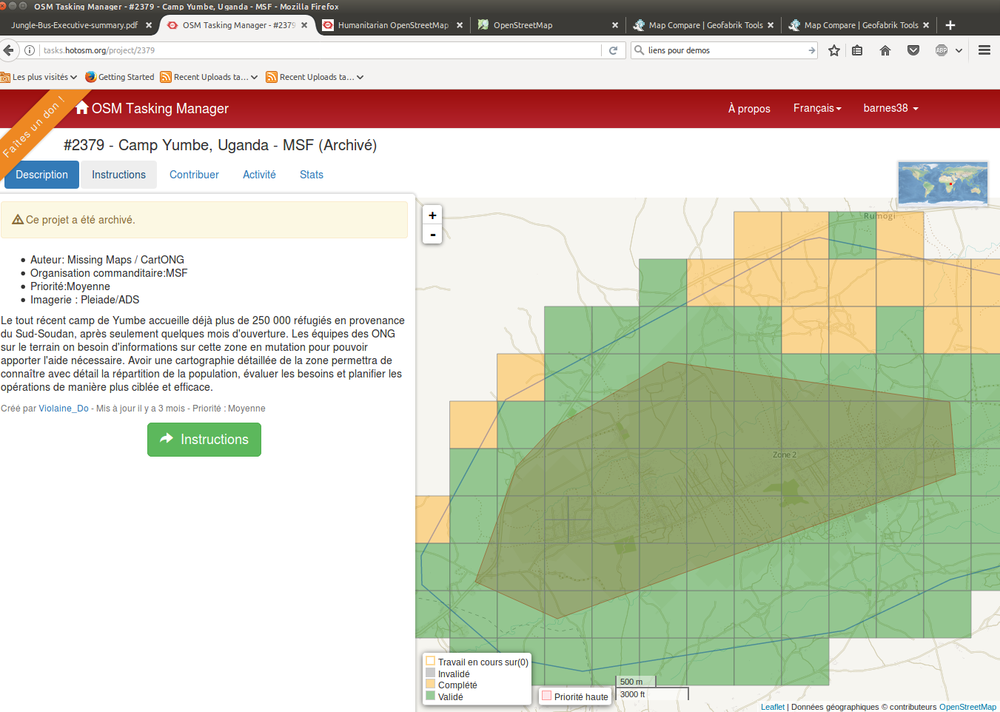 OSM Tasking Manager - #2379 - Camp Yumbe, Uganda - MSF - Mozilla Firefox
Jungle-Bus-Executive-summary.pdf
OSM Tasking Manager - #2379
Humanitarian OpenStreetMap
OpenStreetMap
Map Compare | Geofabrik Tools
Map Compare | Geofabrik Tools
tasks.hotosm.org/project/2379
liens pour demos
ABP
Les plus visités
Getting Started
Recent Uploads ta...
Recent Uploads ta...
Faîtes un don !
OSM Tasking Manager
À propos
Français
barnes38
#2379 - Camp Yumbe, Uganda - MSF (Archivé)
Description
Instructions
Contribuer
Activité
Stats
Ce projet a été archivé.
Auteur: Missing Maps / CartONG
Organisation commanditaire:MSF
Priorité:Moyenne
Imagerie : Pleiade/ADS
Le tout récent camp de Yumbe accueille déjà plus de 250 000 réfugiés en provenance
du Sud-Soudan, après seulement quelques mois d'ouverture. Les équipes des ONG
sur le terrain on besoin d'informations sur cette zone en mutation pour pouvoir
apporter l'aide nécessaire. Avoir une cartographie détaillée de la zone permettra de
connaître avec détail la répartition de la population, évaluer les besoins et planifier les
opérations de manière plus ciblée et efficace.
Créé par Violaine_Do - Mis à jour il y a 3 mois - Priorité : Moyenne
Instructions
+
-
Rumogi
Zone 2
Travail en cours sur(0)
Invalidé
Complété
Validé
Priorité haute
500 m
3000 ft
Leaflet | Données géographiques © contributeurs OpenStreetMap